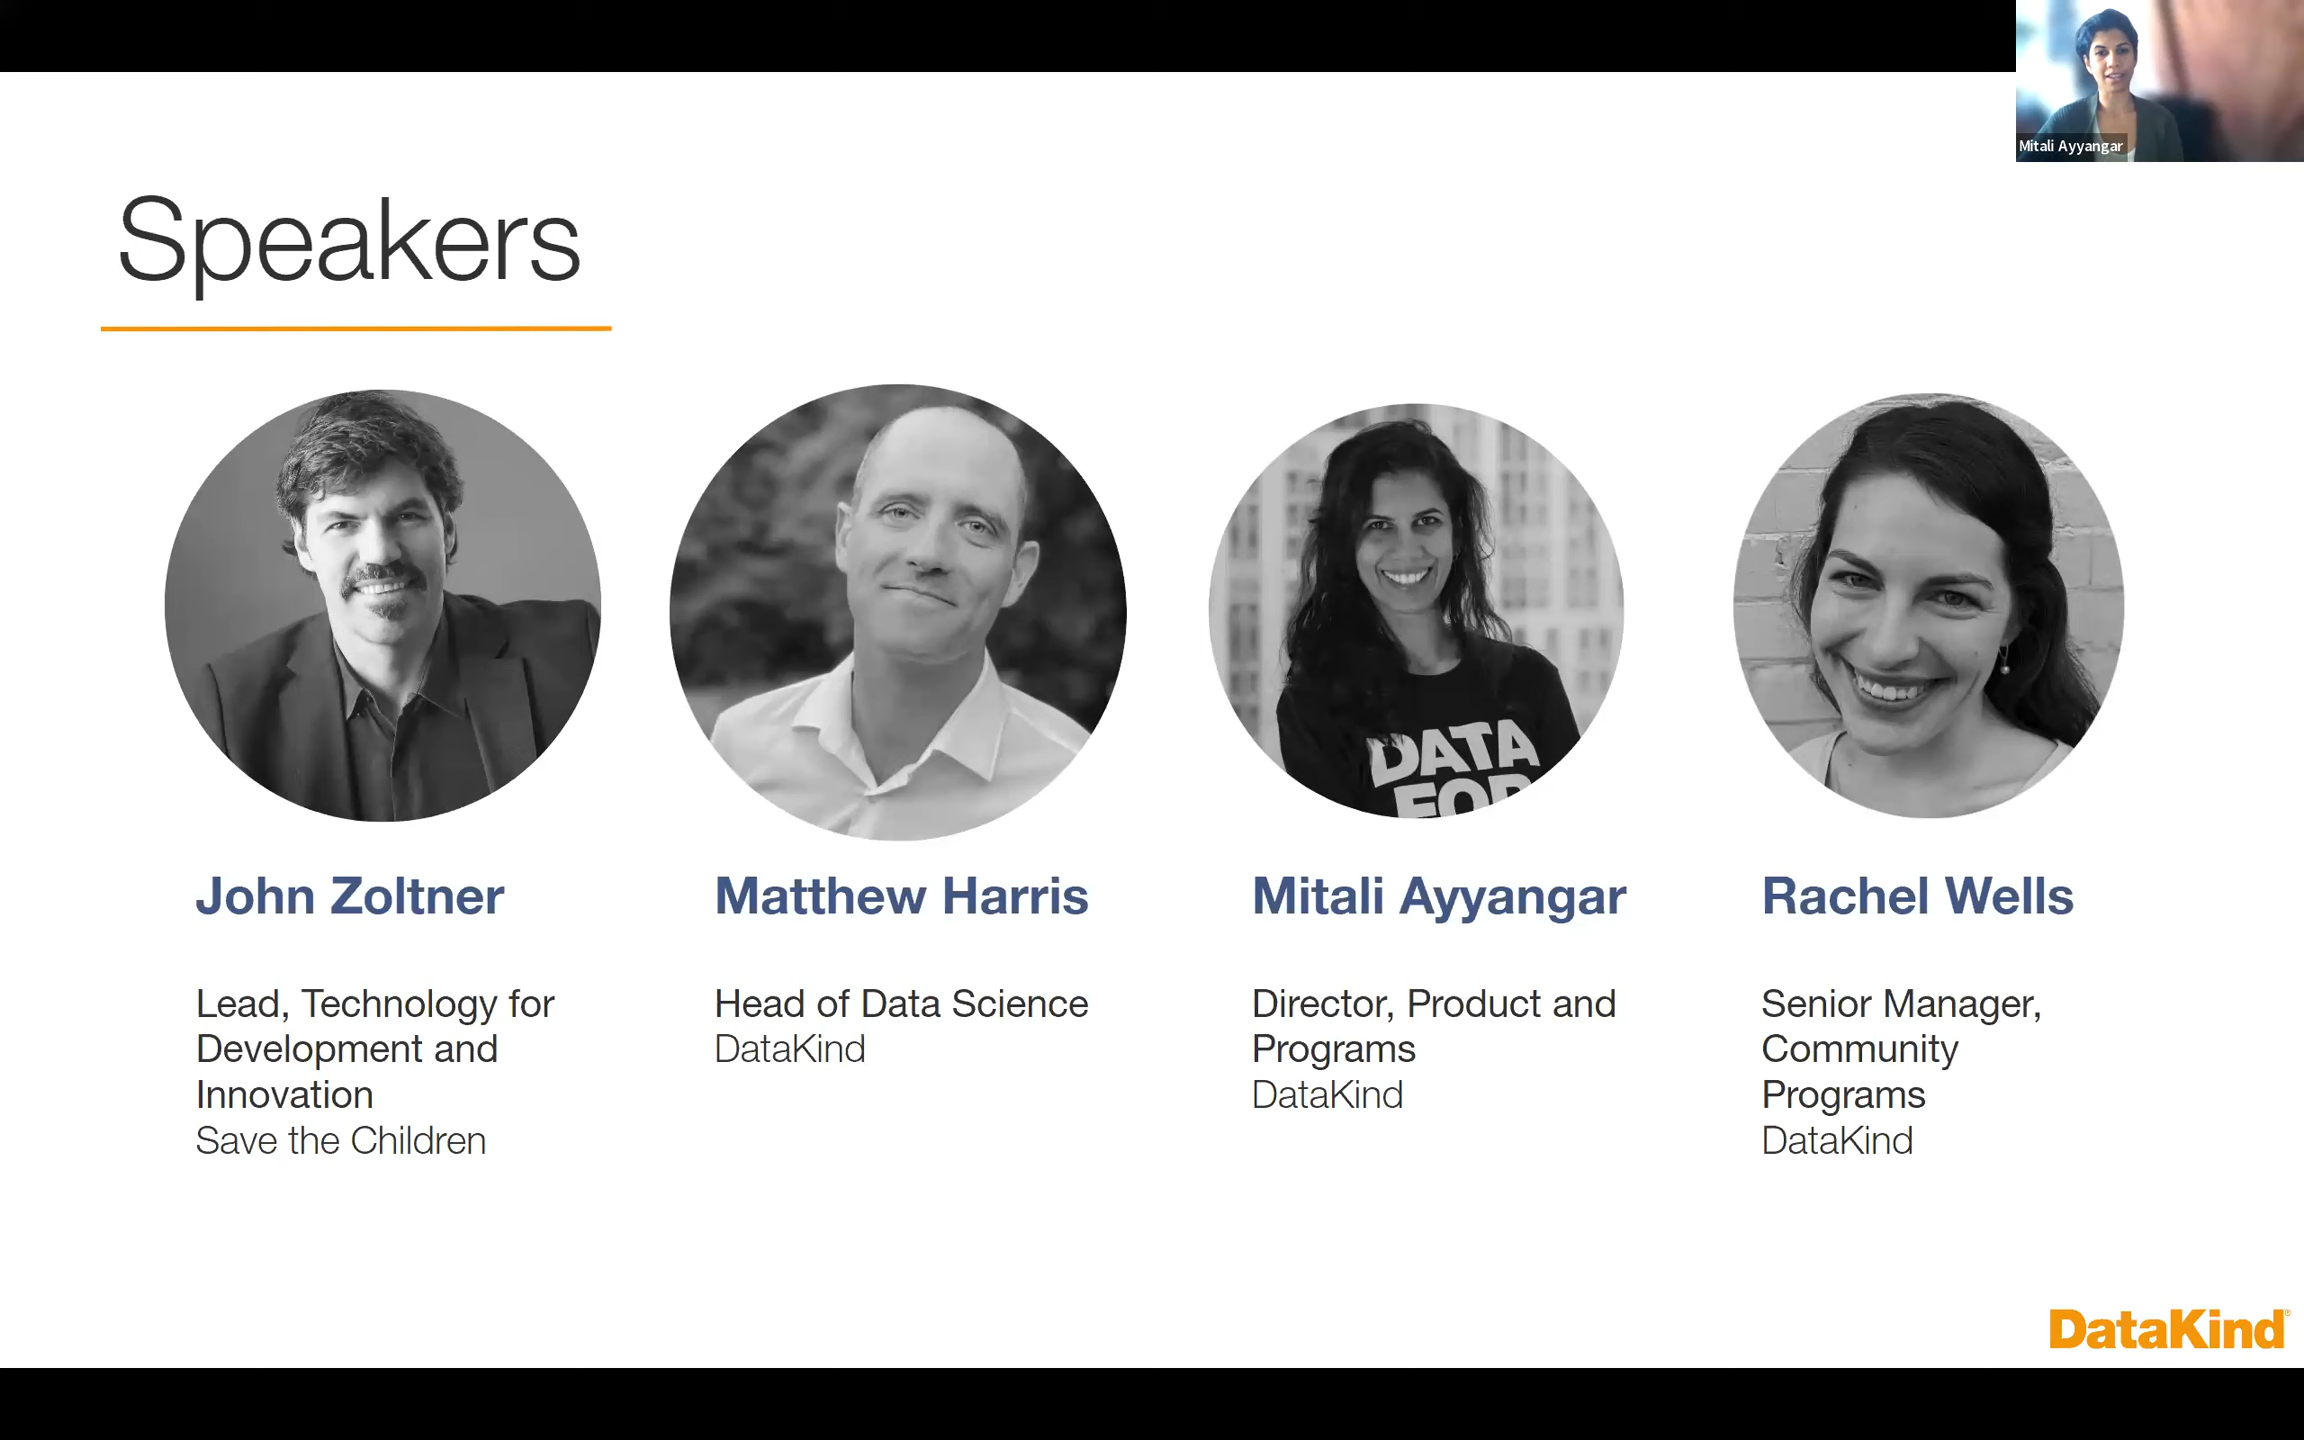 Mitali Ayyangar
Speakers
DATA
FOR
John Zoltner
Lead, Technology for
Development and
Innovation
Save the Children
Matthew Harris
Head of Data Science
DataKind
Mitali Ayyangar
Director, Product and
Programs
DataKind
Rachel Wells
Senior Manager,
Community
Programs
DataKind
DataKind®